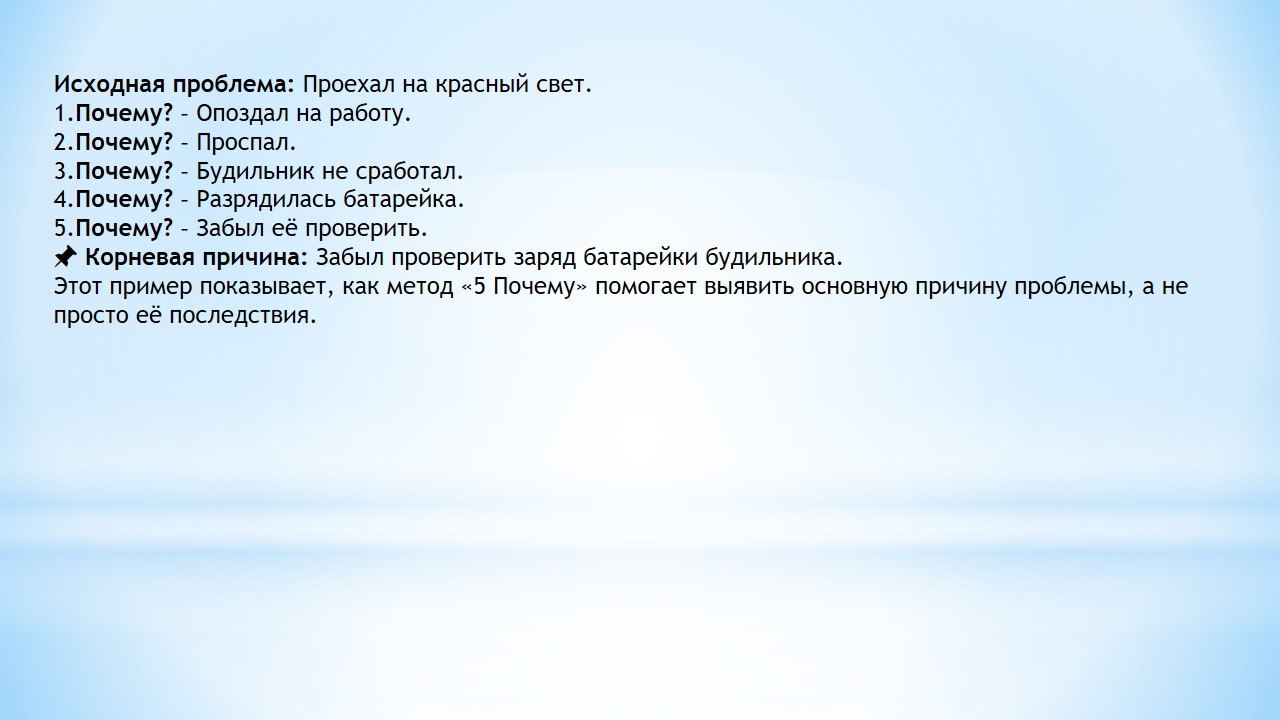 Исходная проблема: Проехал на красный свет.
1.Почему? – Опоздал на работу.
2.Почему? – Проспал.
3.Почему? – Будильник не сработал.
4.Почему? – Разрядилась батарейка.
5.Почему? – Забыл её проверить.
📌 Корневая причина: Забыл проверить заряд батарейки будильника.
Этот пример показывает, как метод «5 Почему» помогает выявить основную причину проблемы, а не
просто её последствия.